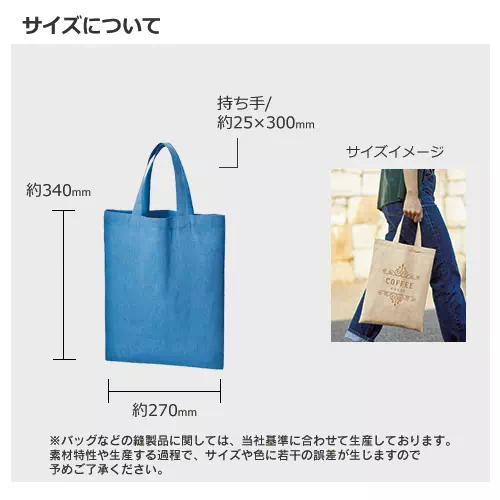 サイズについて
持ち手/
約25×300mm
サイズイメージ
約340mm
COFFEE
約270mm
※バッグなどの縫製品に関しては、当社基準に合わせて生産しております。
素材特性や生産する過程で、サイズや色に若干の誤差が生じますので
予めご了承ください。